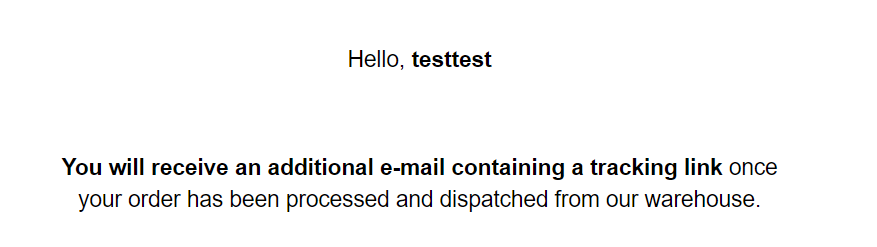 Hello, testtest
You will receive an additional e-mail containing a tracking link once
your order has been processed and dispatched from our warehouse.